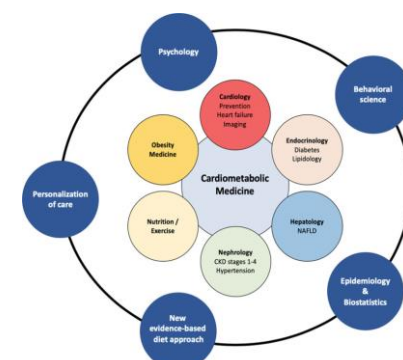 Psychology
Behavioral
science
Cardiology
Prevention
Heart failure
Imaging
Obesity
Medicine
Endocrinology
Diabetes
Lipidology
Cardiometabolic
Medicine
Personalization
of care
Nutrition /
Exercise
Hepatology
NAFLD
Nephrology
CKD stages 1-4
Hypertension
Epidemiology
&
Biostatistics
New
evidence-based
diet approach